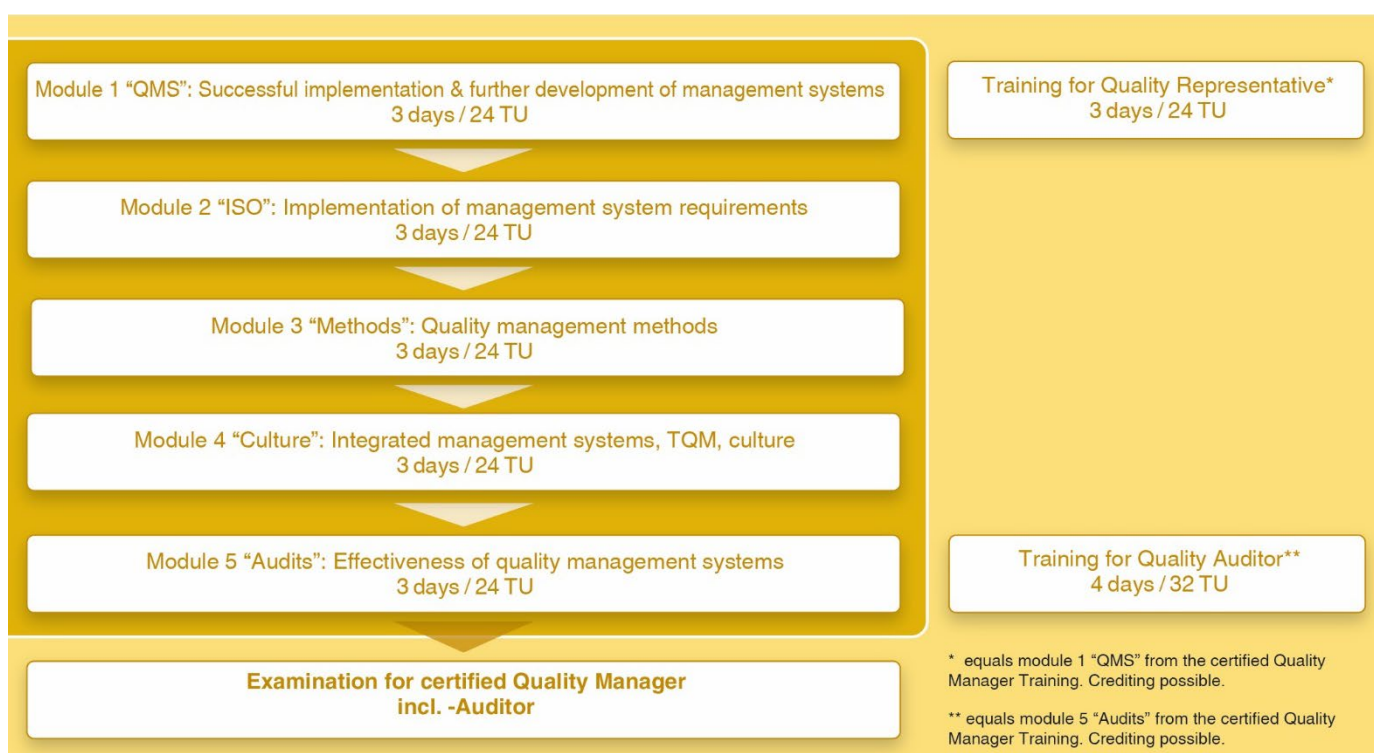 Module 1 “QMS”: Successful implementation & further development of management systems
3 days / 24 TU
Training for Quality Representative*
3 days / 24 TU
Module 2 “ISO”: Implementation of management system requirements
3 days / 24 TU
Module 3 “Methods”: Quality management methods
3 days / 24 TU
Module 4 “Culture”: Integrated management systems, TQM, culture
3 days / 24 TU
Module 5 “Audits”: Effectiveness of quality management systems
3 days / 24 TU
Training for Quality Auditor**
4 days / 32 TU
Examination for certified Quality Manager
incl. -Auditor
* equals module 1 “QMS” from the certified Quality
Manager Training. Crediting possible.
** equals module 5 “Audits” from the certified Quality
Manager Training. Crediting possible.